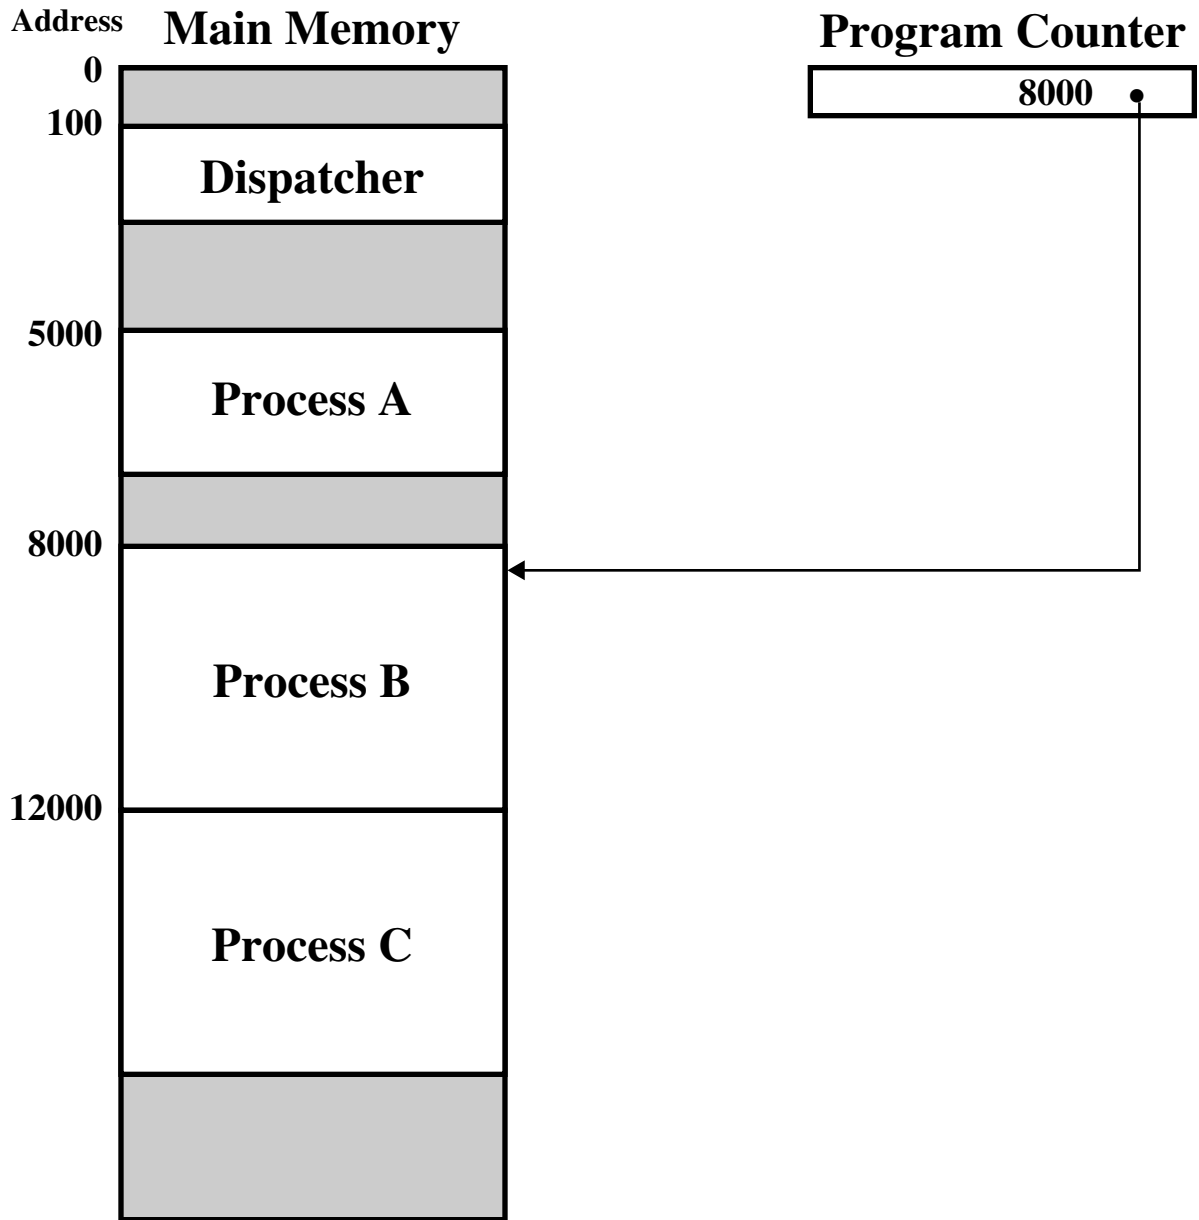 Address
Main Memory
Program Counter
0
8000
100
Dispatcher
5000
Process A
8000
Process B
12000
Process C